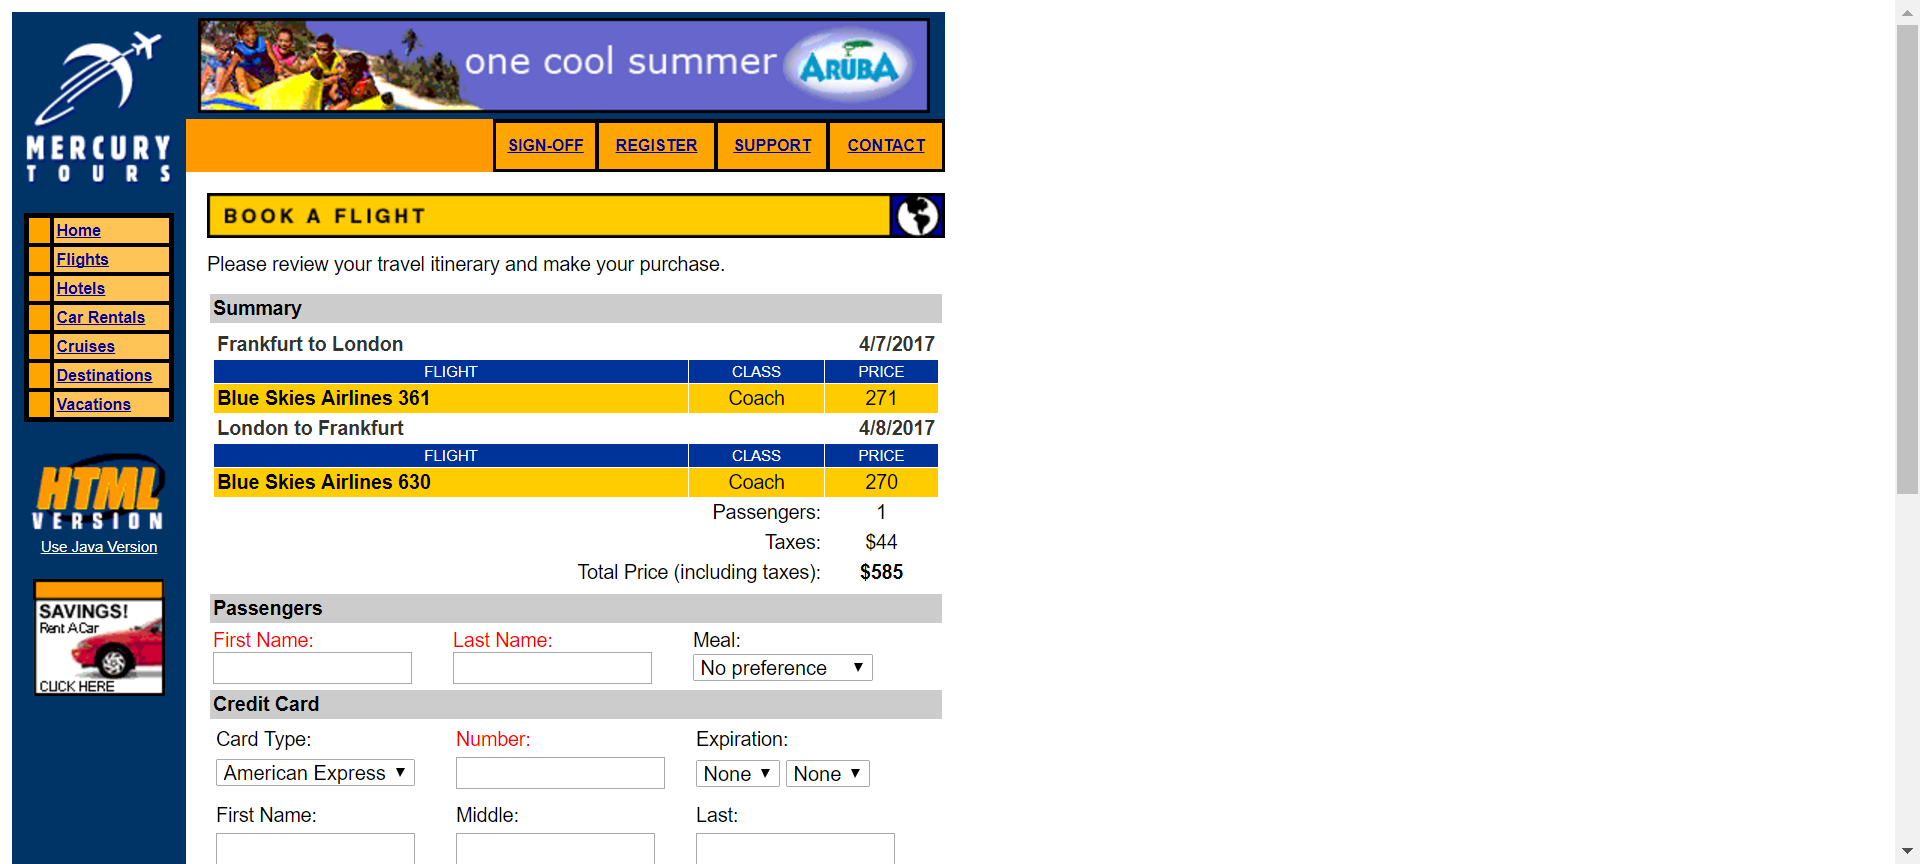 MERCURY
TOURS
one cool summer
ARUBA
SIGN-OFF
REGISTER
SUPPORT
CONTACT
Home
Flights
Hotels
Car Rentals
Cruises
Destinations
Vacations
HTML
VERSION
Use Java Version
SAVINGS!
Rent A Car
CLICK HERE
BOOK A FLIGHT
Please review your travel itinerary and make your purchase.
Summary
Frankfurt to London 4/7/2017
FLIGHT CLASS PRICE
Blue Skies Airlines 361 Coach 271
London to Frankfurt 4/8/2017
FLIGHT CLASS PRICE
Blue Skies Airlines 630 Coach 270
Passengers: 1
Taxes: $44
Total Price (including taxes): $585
Passengers
First Name: Last Name: Meal:
No preference
Credit Card
Card Type: Number: Expiration:
American Express None None
First Name: Middle: Last: